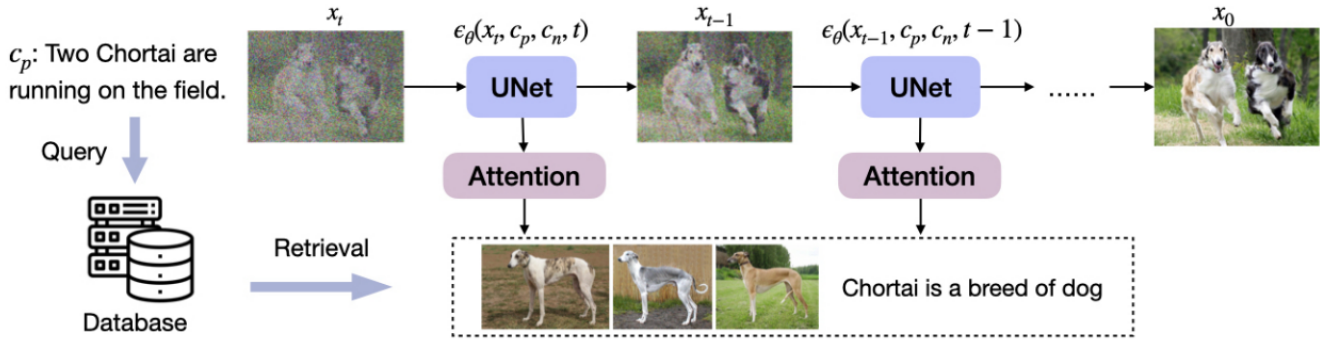 x_t
ϵ_θ(x_t, c_p, c_n, t)
x_{t−1}
ϵ_θ(x_{t−1}, c_p, c_n, t − 1)
x_0
c_p: Two Chortai are
running on the field.
UNet
UNet
......
Query
Attention
Attention
Retrieval
Chortai is a breed of dog
Database